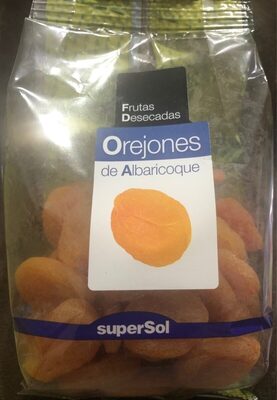 Frutas
Desecadas
Orejones
de Albaricoque
superSol